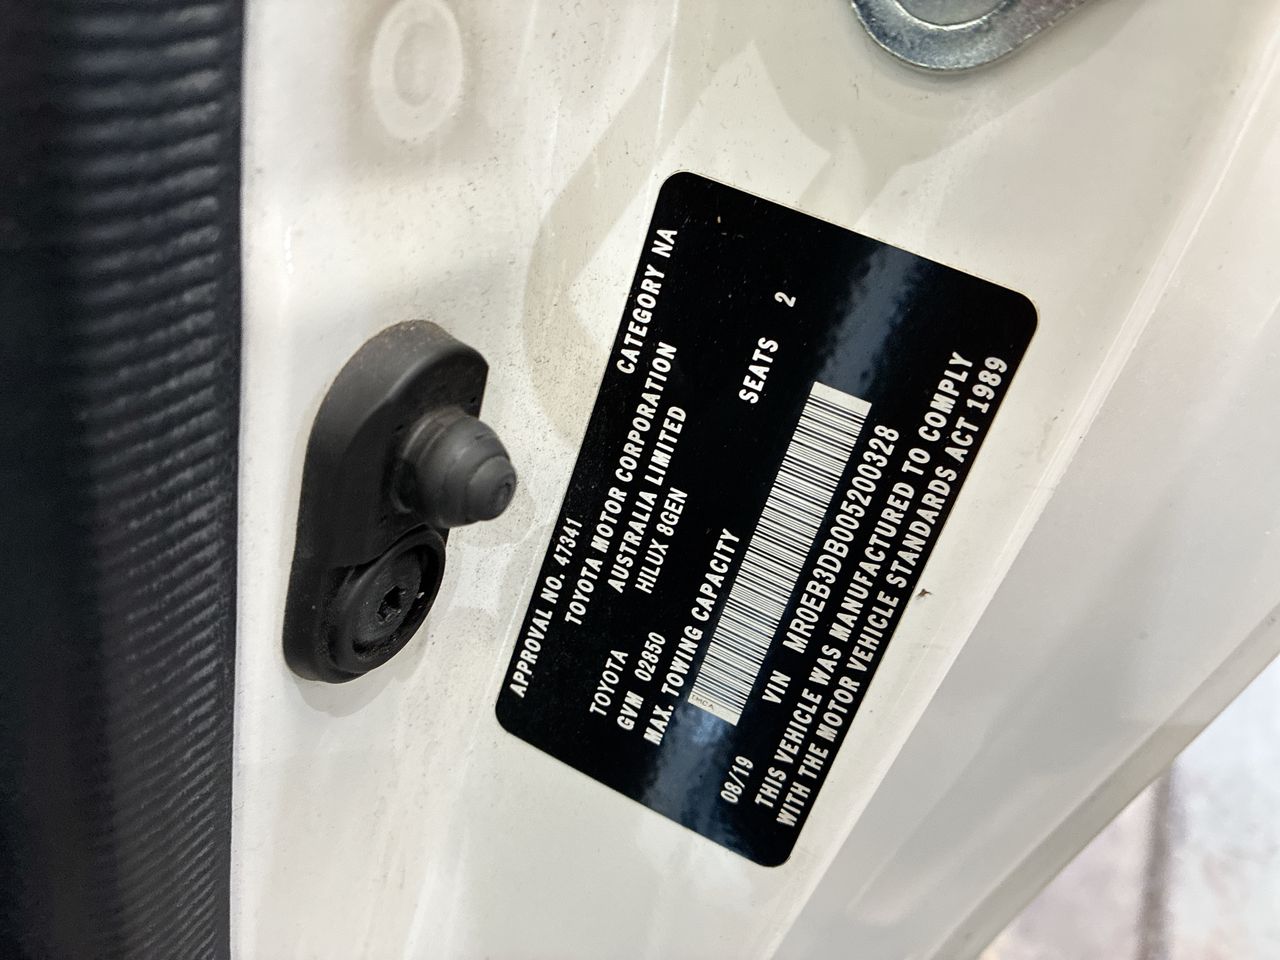 APPROVAL NO. 47341 CATEGORY NA
TOYOTA MOTOR CORPORATION
AUSTRALIA LIMITED
TOYOTA HILUX 8GEN
GVM 02850
MAX. TOWING CAPACITY SEATS 2
08/19 VIN MR0EB3DB005200328
THIS VEHICLE WAS MANUFACTURED TO COMPLY
WITH THE MOTOR VEHICLE STANDARDS ACT 1989